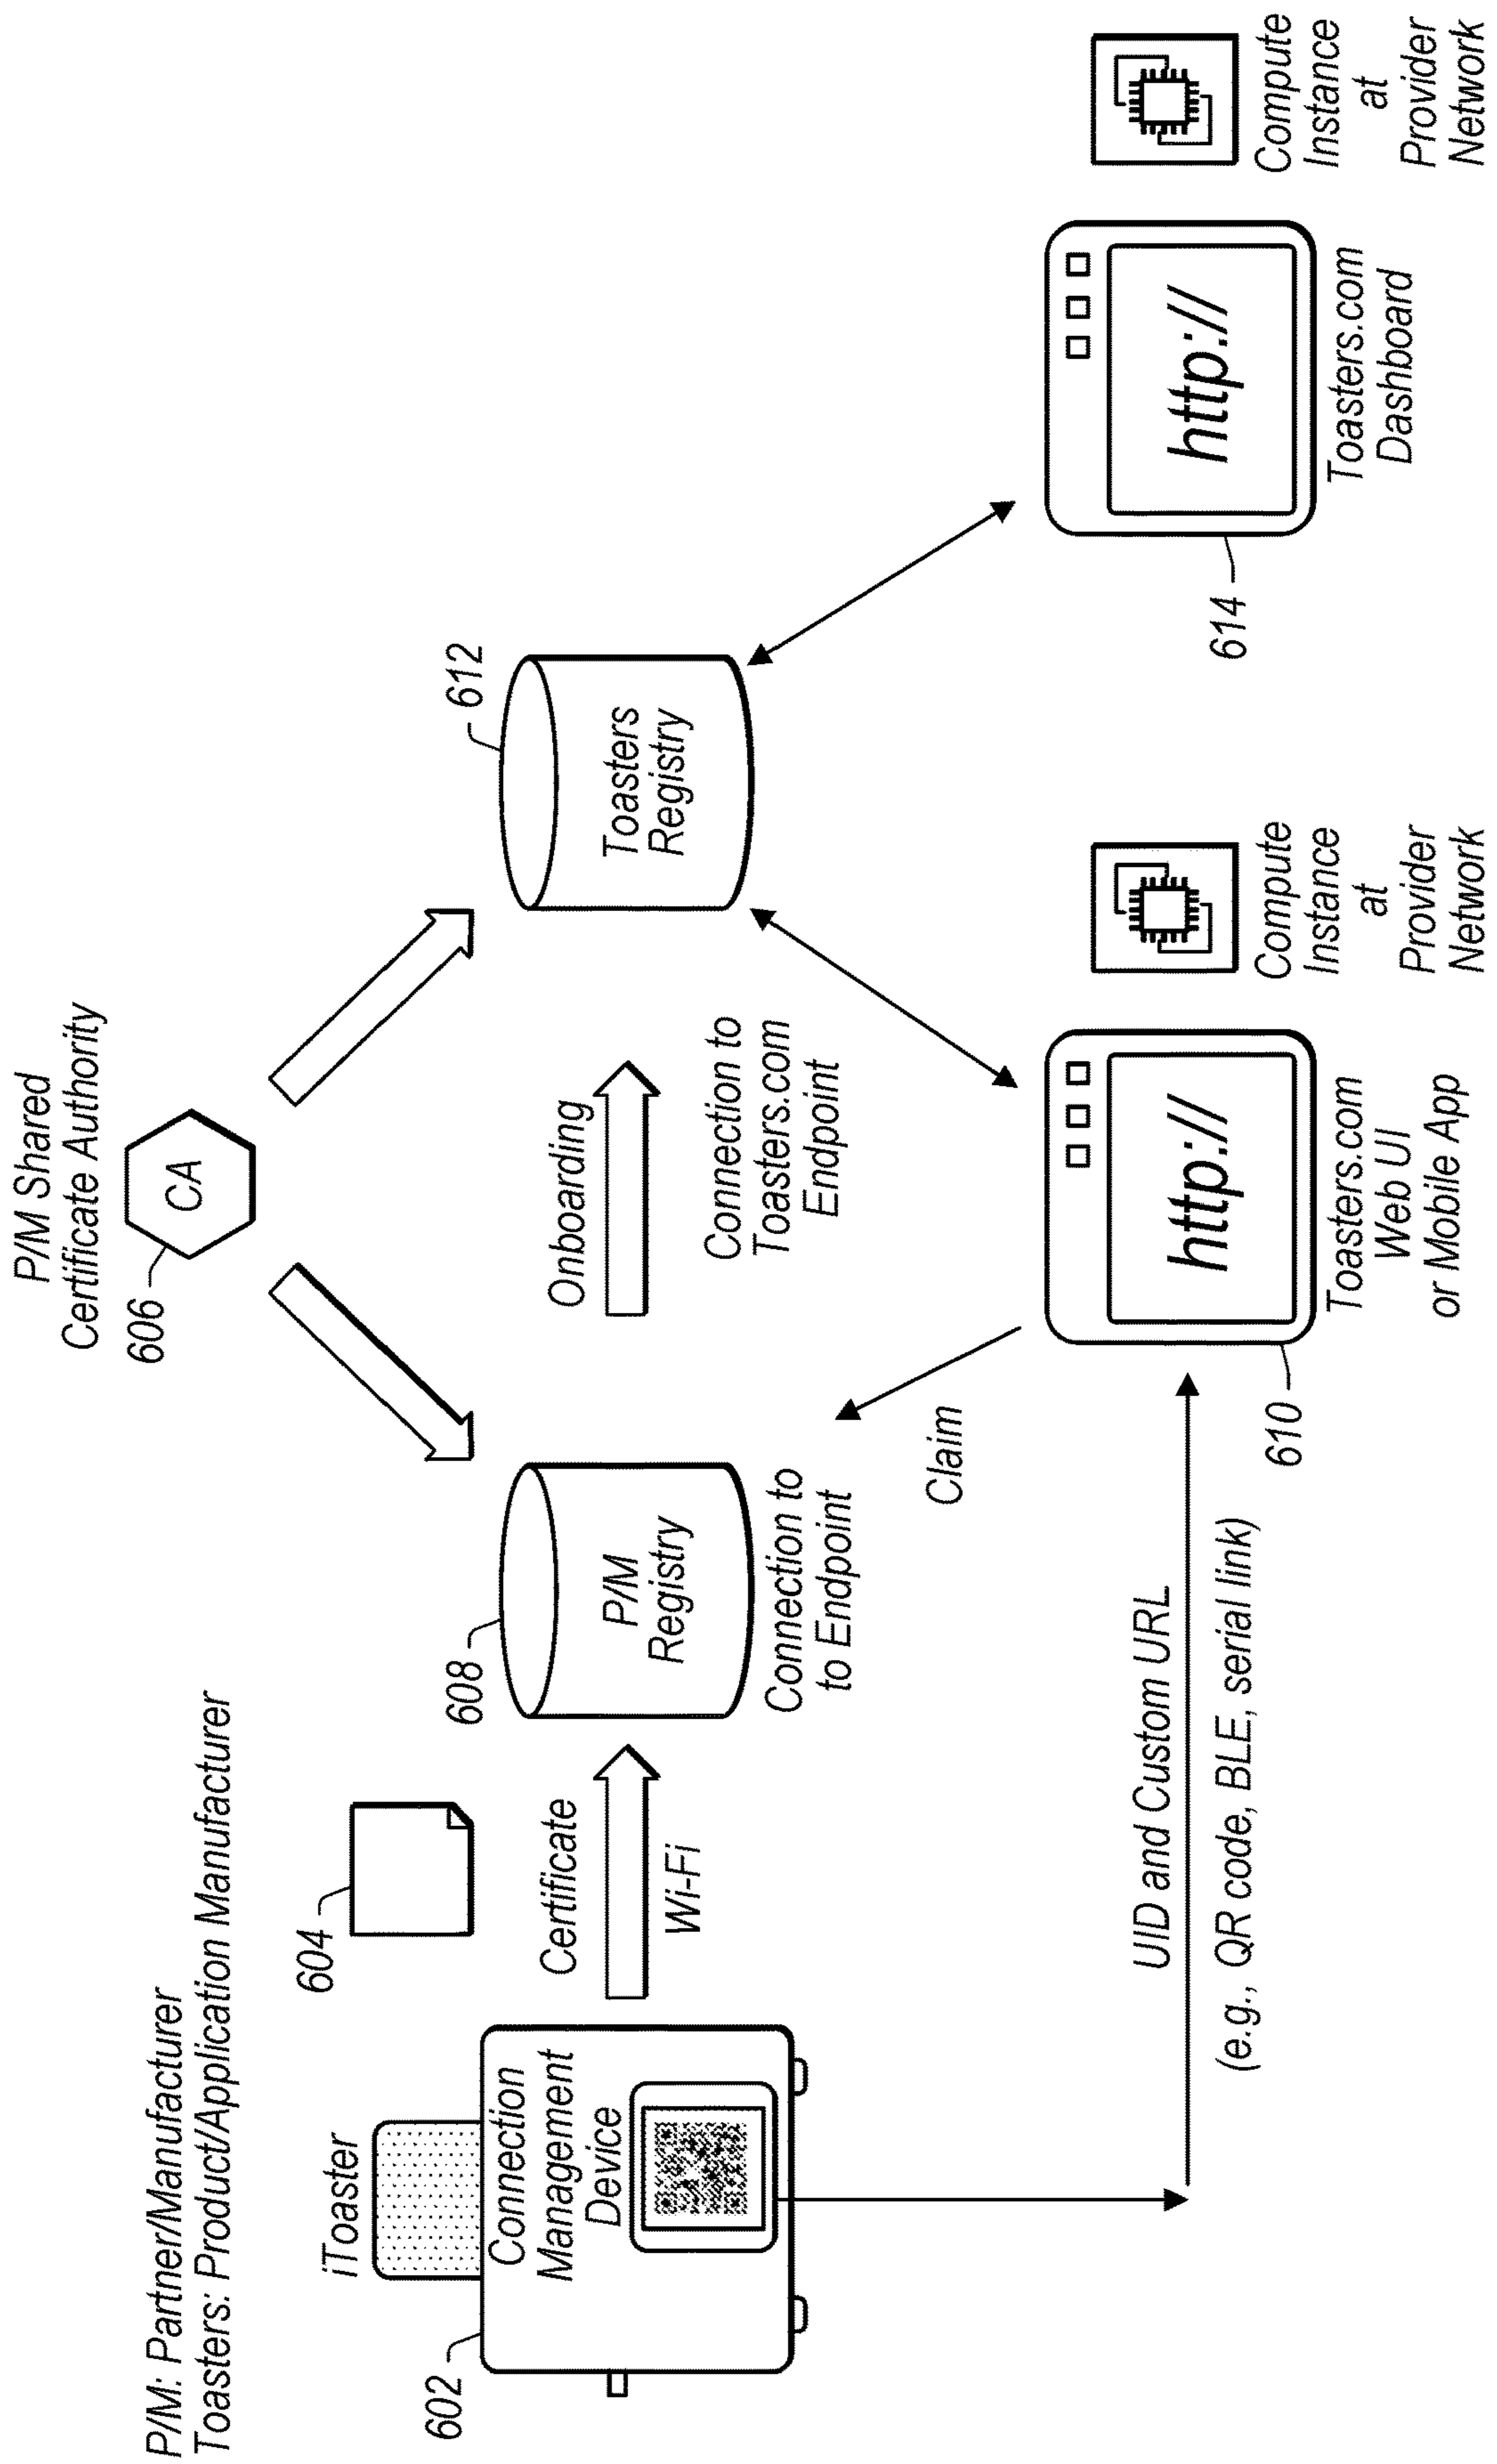 P/M: Partner/Manufacturer
Toasters: Product/Application Manufacturer
P/M Shared
Certificate Authority
606
CA
iToaster
602
Connection
Management
Device
604
Certificate
Wi-Fi
608
P/M
Registry
Connection to
to Endpoint
Onboarding
Connection to
Toasters.com
Endpoint
612
Toasters
Registry
Claim
UID and Custom URL
(e.g., QR code, BLE, serial link)
610
http://
Toasters.com
Web UI
or Mobile App
Compute
Instance
at
Provider
Network
614
http://
Toasters.com
Dashboard
Compute
Instance
at
Provider
Network